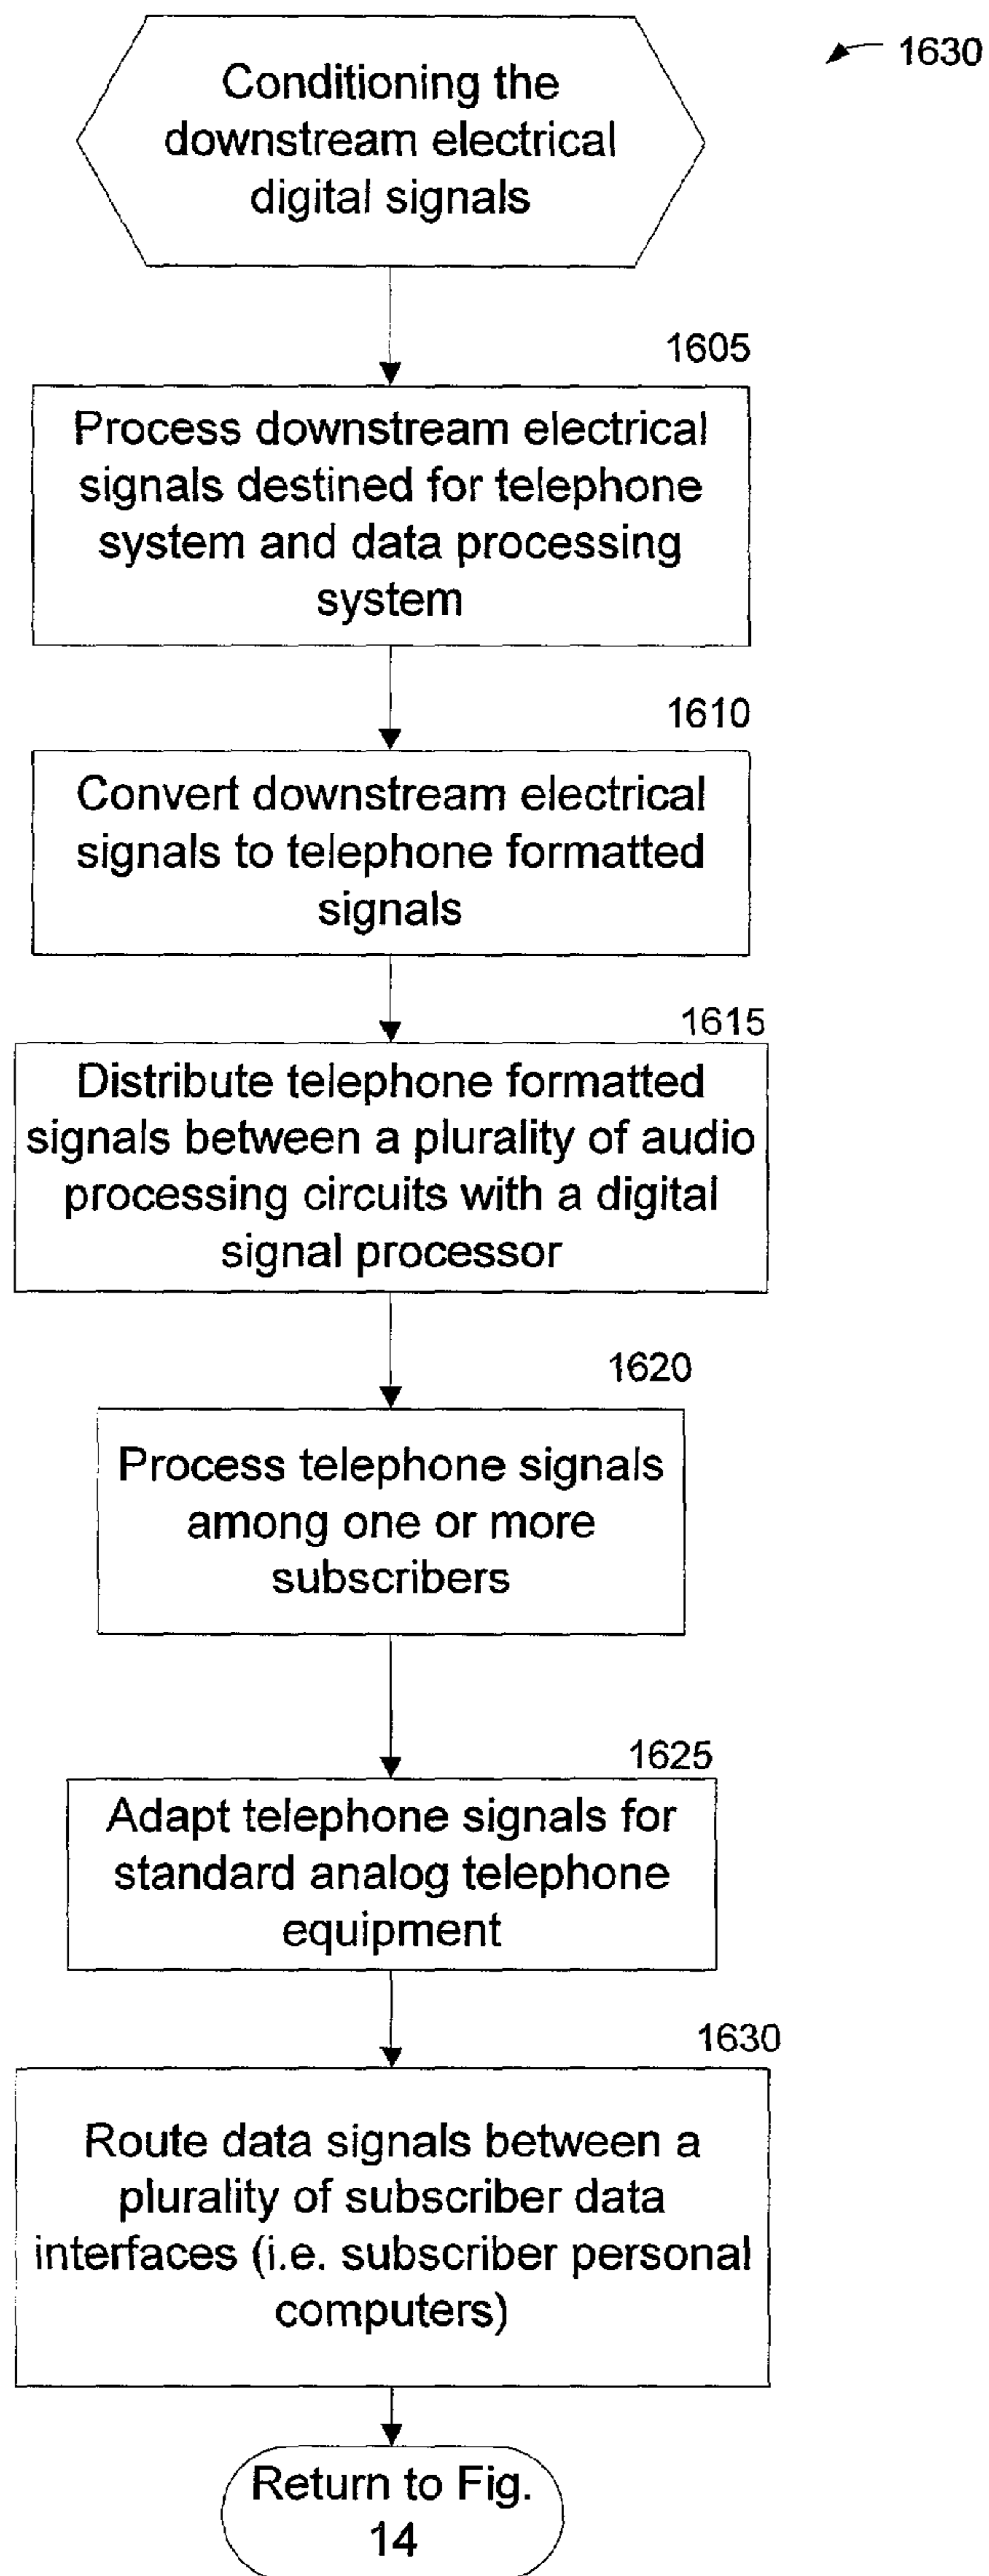 1630
Conditioning the
downstream electrical
digital signals
1605
Process downstream electrical
signals destined for telephone
system and data processing
system
1610
Convert downstream electrical
signals to telephone formatted
signals
1615
Distribute telephone formatted
signals between a plurality of audio
processing circuits with a digital
signal processor
1620
Process telephone signals
among one or more
subscribers
1625
Adapt telephone signals for
standard analog telephone
equipment
1630
Route data signals between a
plurality of subscriber data
interfaces (i.e. subscriber personal
computers)
Return to Fig.
14